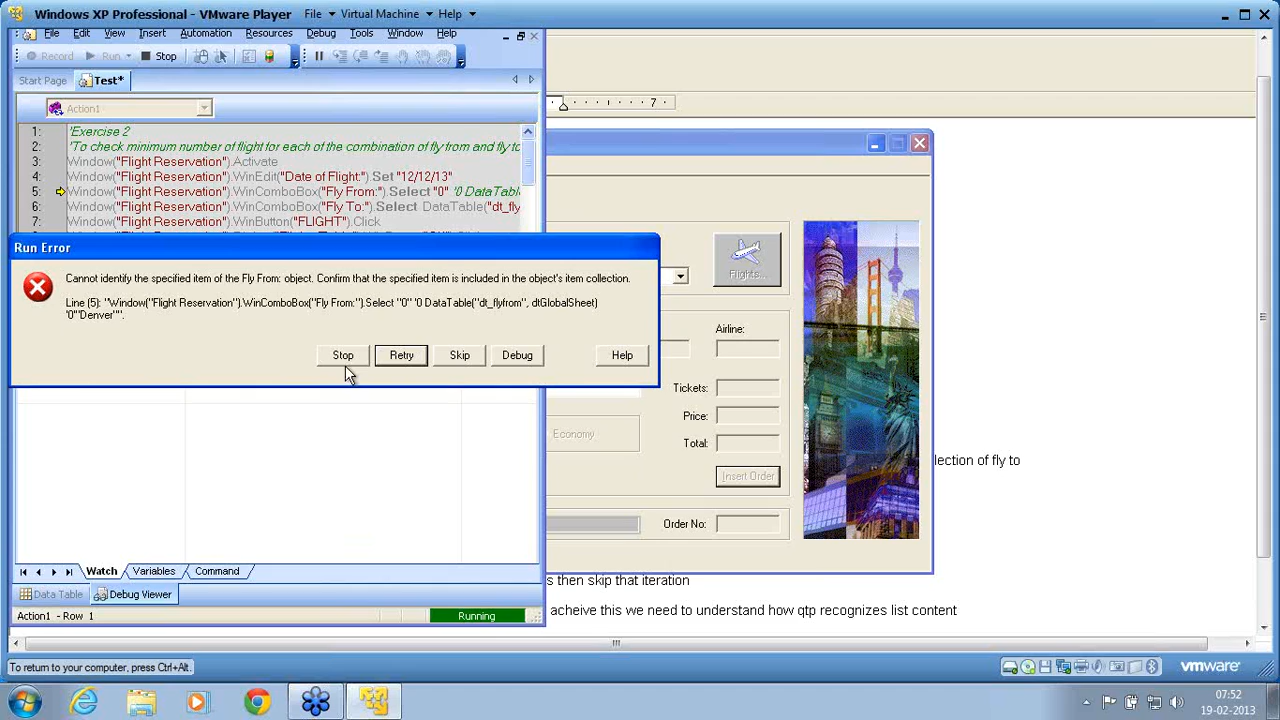 Windows XP Professional - VMware Player File Virtual Machine Help
File Edit View Insert Automation Resources Debug Tools Window Help
Record Run Stop
Start Page Test*
7
Action1
1: 'Exercise 2
2: 'To check minimum number of flight for each of the combination of fly from and fly to
3: Window("Flight Reservation").Activate
4: Window("Flight Reservation").WinEdit("Date of Flight:").Set "12/12/13"
5: Window("Flight Reservation").WinComboBox("Fly From:").Select "0" '0 DataTabl
6: Window("Flight Reservation").WinComboBox("Fly To:").Select DataTable("dt_fly
7: Window("Flight Reservation").WinButton("FLIGHT").Click
Run Error
Cannot identify the specified item of the Fly From: object. Confirm that the specified item is included in the object's item collection.
Line (5): "Window("Flight Reservation").WinComboBox("Fly From:").Select "0" '0 DataTable("dt_flyfrom", dtGlobalSheet)
'0"'Denver"".
Stop Retry Skip Debug Help
Flights...
Airline:
Tickets:
Price:
Economy
Total:
Insert Order
Order No:
lection of fly to
s then skip that iteration
acheive this we need to understand how qtp recognizes list content
Watch Variables Command
Data Table Debug Viewer
Action1 - Row 1 Running
To return to your computer, press Ctrl+Alt.
vmware
07:52
19-02-2013